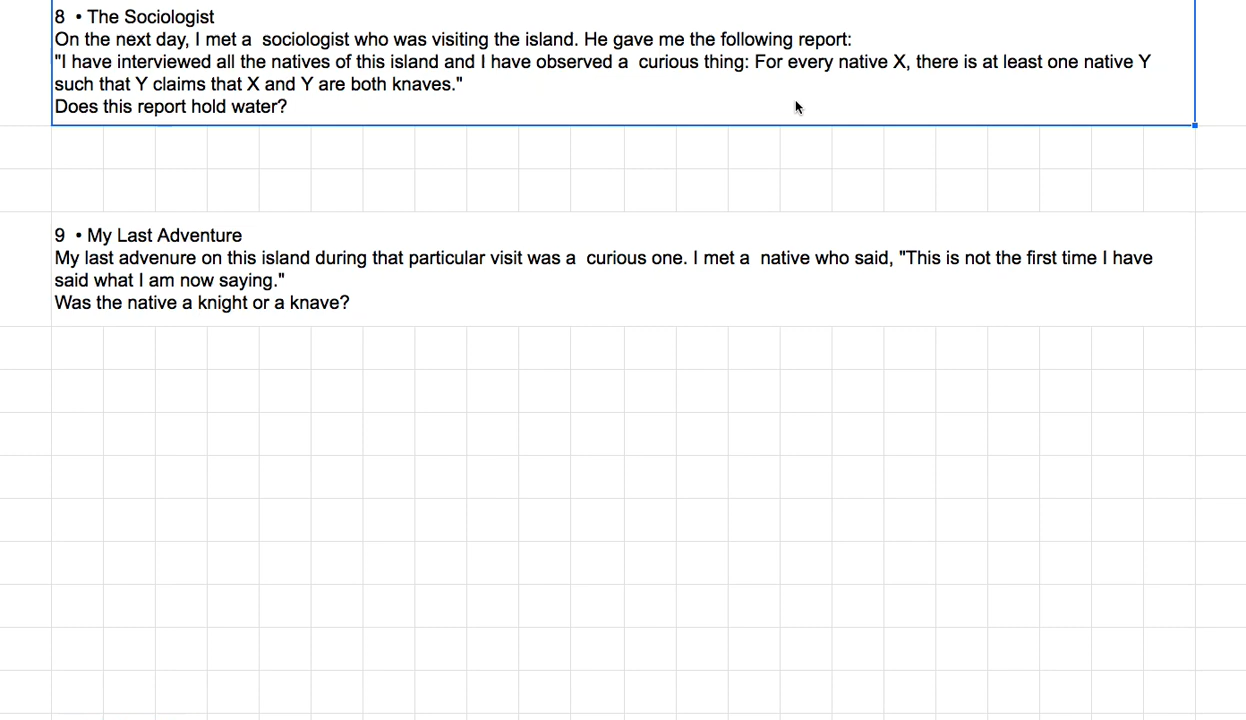 8 • The Sociologist
On the next day, I met a sociologist who was visiting the island. He gave me the following report:
"I have interviewed all the natives of this island and I have observed a curious thing: For every native X, there is at least one native Y
such that Y claims that X and Y are both knaves."
Does this report hold water?
9 • My Last Adventure
My last advenure on this island during that particular visit was a curious one. I met a native who said, "This is not the first time I have
said what I am now saying."
Was the native a knight or a knave?